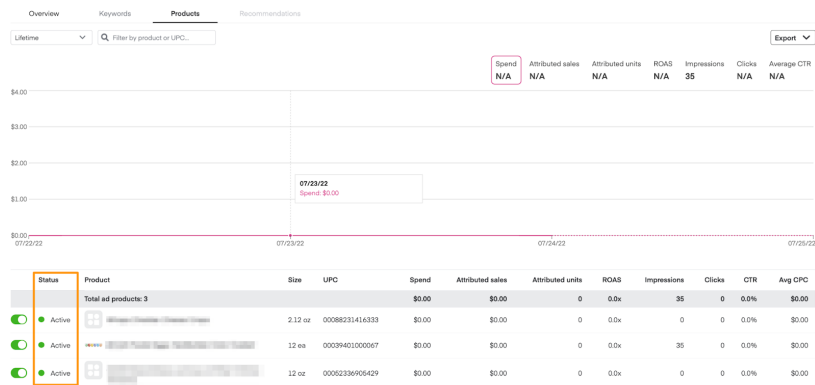 Overview Keywords Products Recommendations
Lifetime Filter by product or UPC... Export
Spend Attributed sales Attributed units ROAS Impressions Clicks Average CTR
N/A N/A N/A N/A 35 N/A N/A
$4.00
$3.00
$2.00
07/23/22
Spend: $0.00
$1.00
$0.00
07/22/22 07/23/22 07/24/22 07/25/22
Status Product Size UPC Spend Attributed sales Attributed units ROAS Impressions Clicks CTR Avg CPC
Total ad products: 3 $0.00 $0.00 0 0.0x 35 0 0.0% $0.00
Active 2.12 oz 00088231416333 $0.00 $0.00 0 0.0x 0 0 0.0% $0.00
Active 12 ea 00039401000067 $0.00 $0.00 0 0.0x 35 0 0.0% $0.00
Active 12 oz 00052336905429 $0.00 $0.00 0 0.0x 0 0 0.0% $0.00